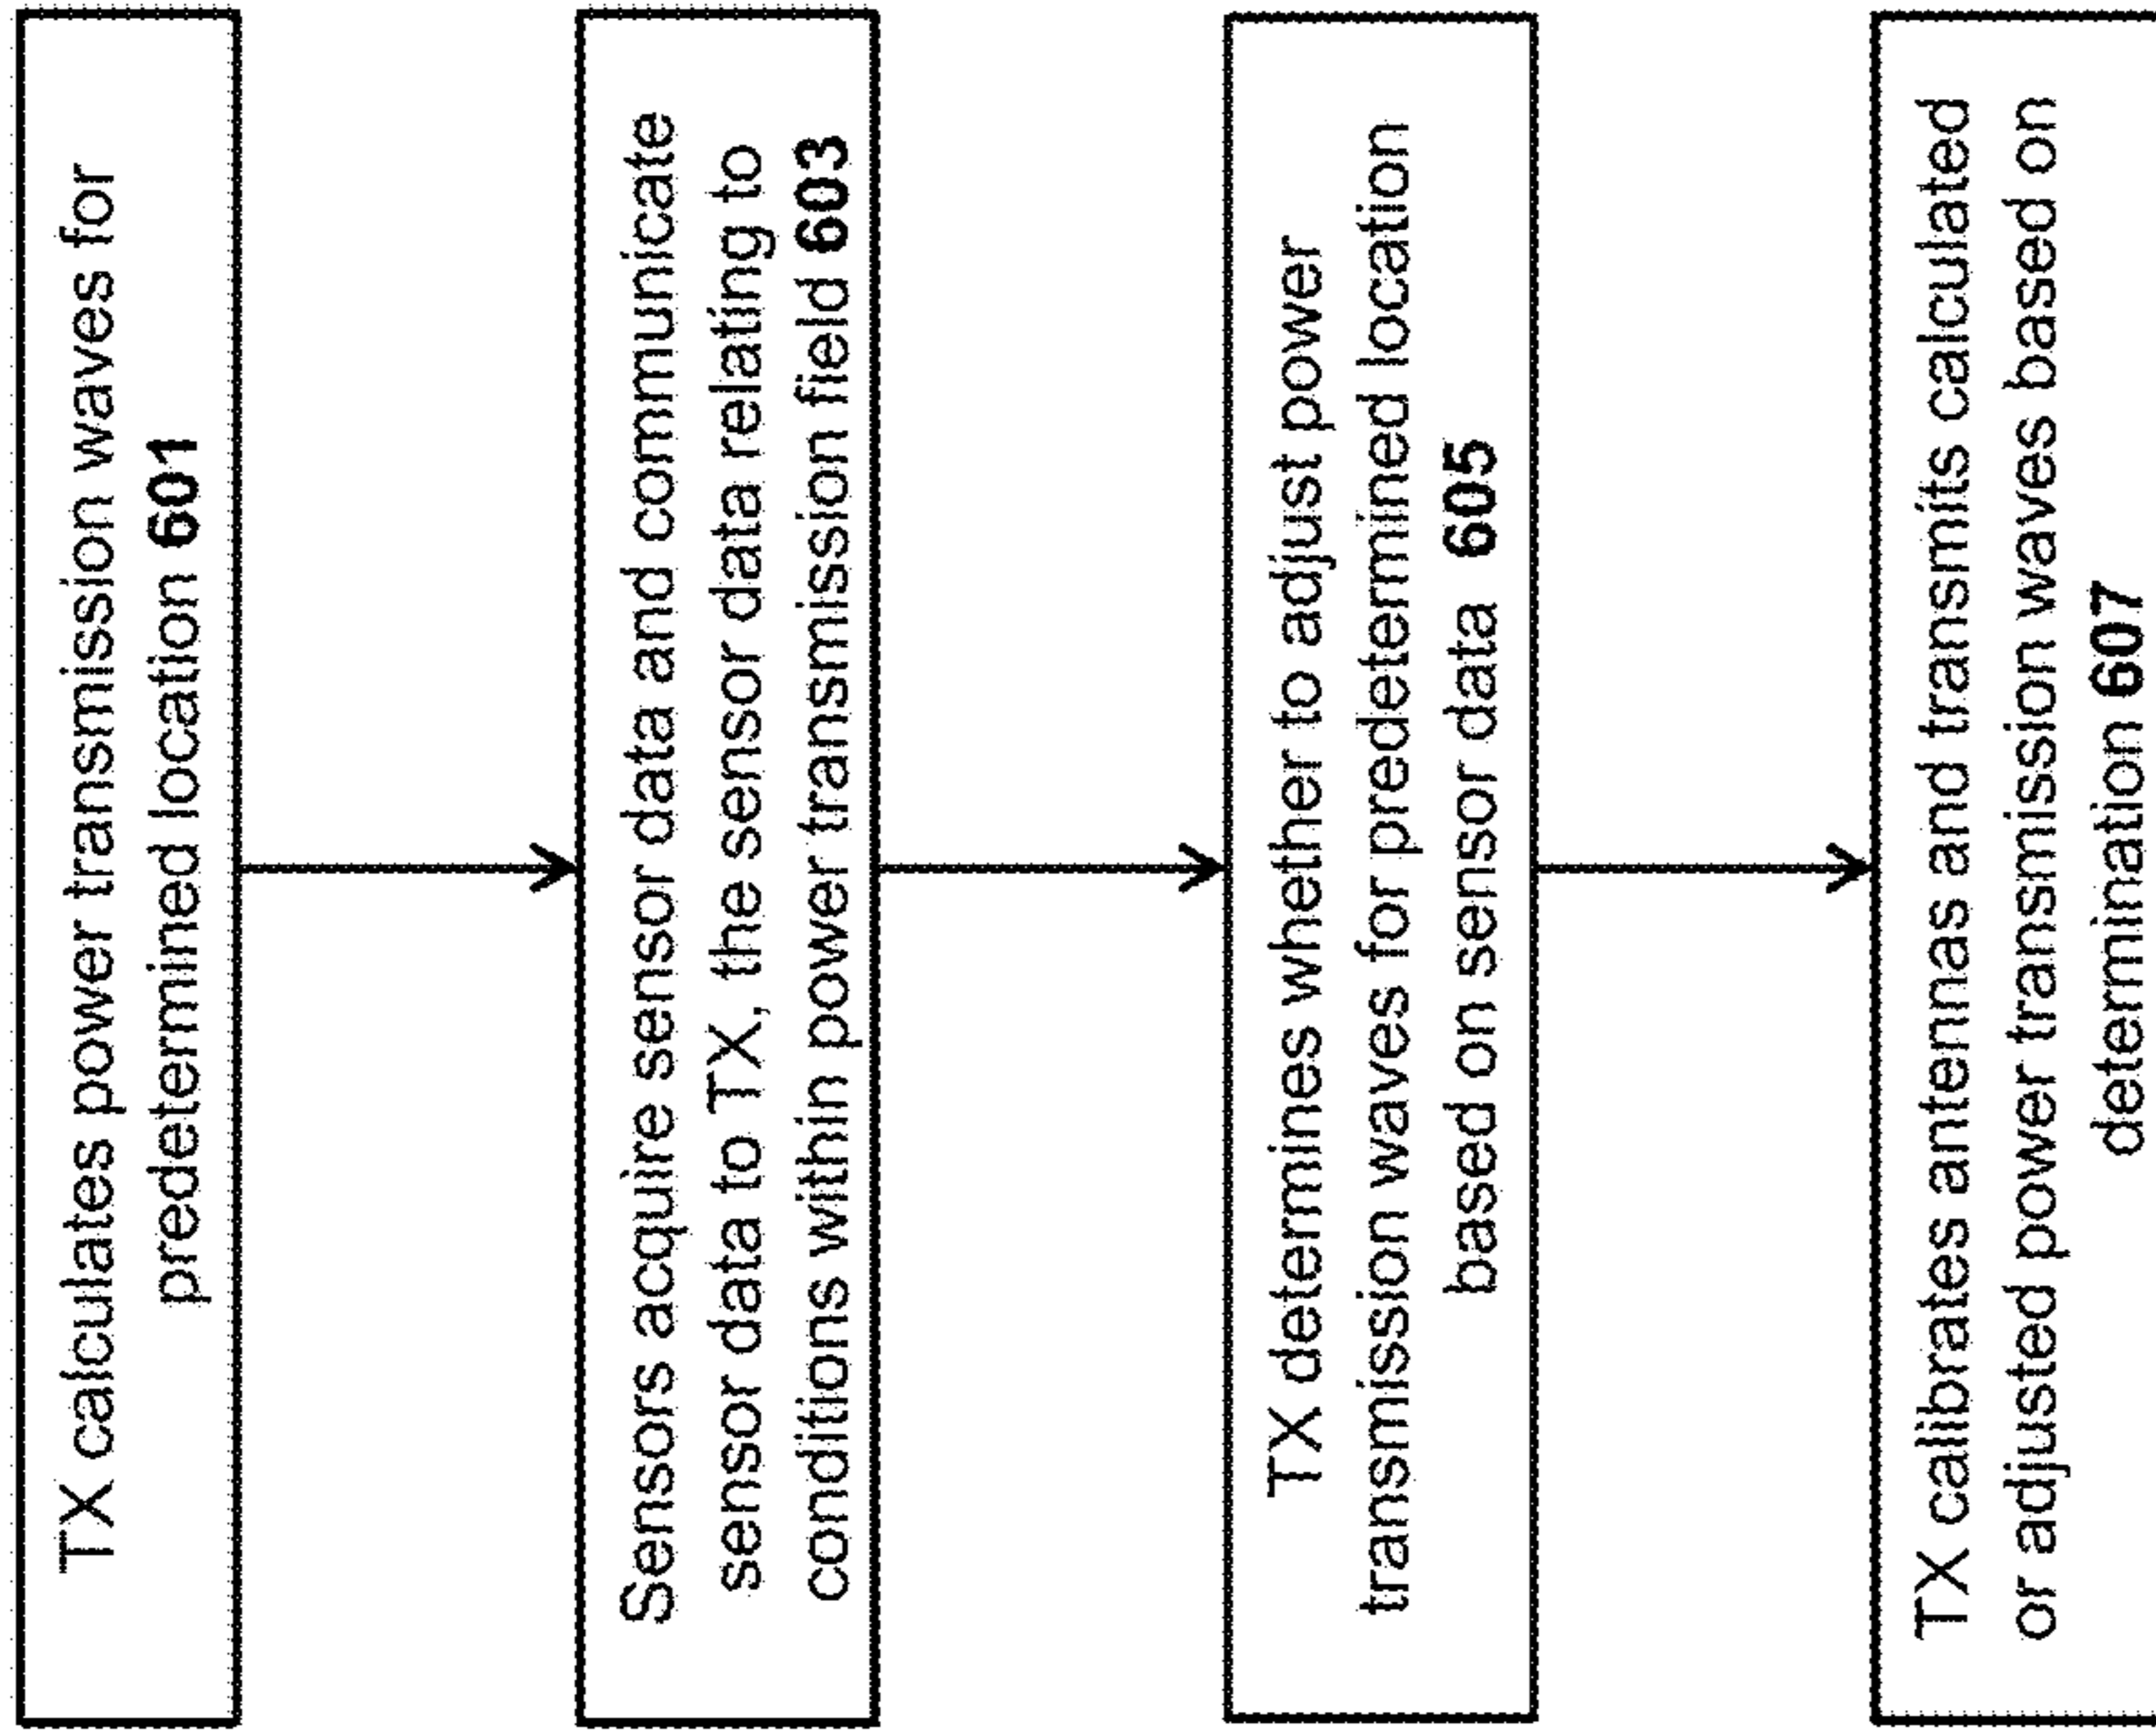 TX calculates power transmission waves for
predetermined location 601
Sensors acquire sensor data and communicate
sensor data to TX, the sensor data relating to
conditions within power transmission field 603
TX determines whether to adjust power
transmission waves for predetermined location
based on sensor data 605
TX calibrates antennas and transmits calculated
or adjusted power transmission waves based on
determination 607